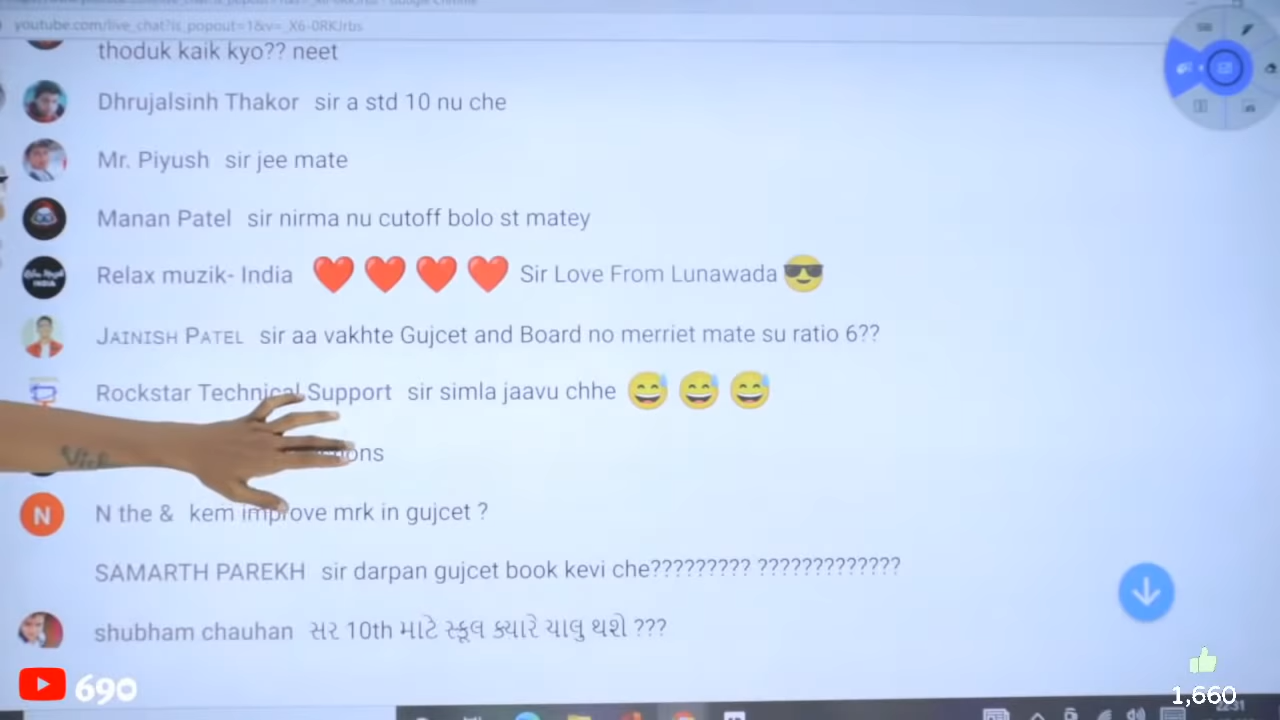 youtube.com/live_chat?is_popout=1&v=_X6-0RKJrbs
thoduk kaik kyo?? neet
Dhrujalsinh Thakor sir a std 10 nu che
Mr. Piyush sir jee mate
Manan Patel sir nirma nu cutoff bolo st matey
Relax muzik- India ❤️❤️❤️❤️ Sir Love From Lunawada 😎
JAINISH PATEL sir aa vakhte Gujcet and Board no merriet mate su ratio 6??
Rockstar Technical Support sir simla jaavu chhe 😅😅😅
N the & kem improve mrk in gujcet ?
SAMARTH PAREKH sir darpan gujcet book kevi che????????? ?????????????
shubham chauhan સર 10th માટે સ્કૂલ ક્યારે ચાલુ થશે ???
690
1,660